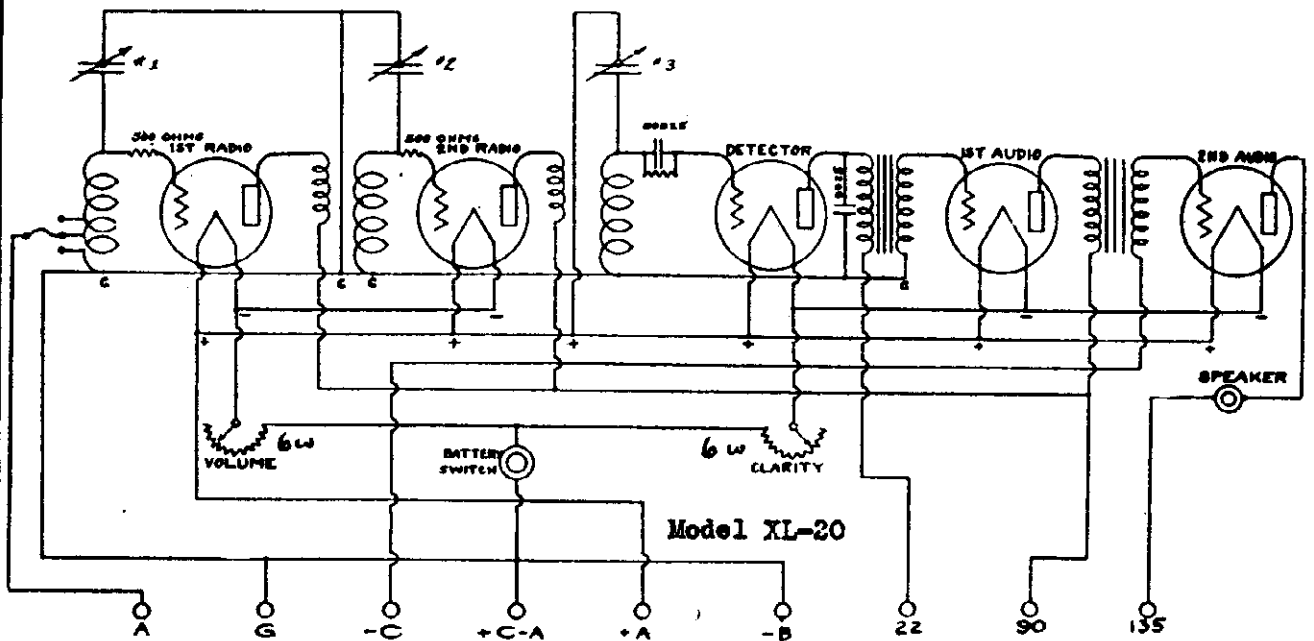 #1
#2
#3
500 OHMS
1ST RADIO
500 OHMS
2ND RADIO
.00025
DETECTOR
1ST AUDIO
2ND AUDIO
C
C
C
C
-
-
-
-
+
+
+
+
+
+
SPEAKER
6 ω
VOLUME
BATTERY
SWITCH
6 ω
CLARITY
Model XL-20
A
G
-C
+C-A
+A
-B
22
90
135